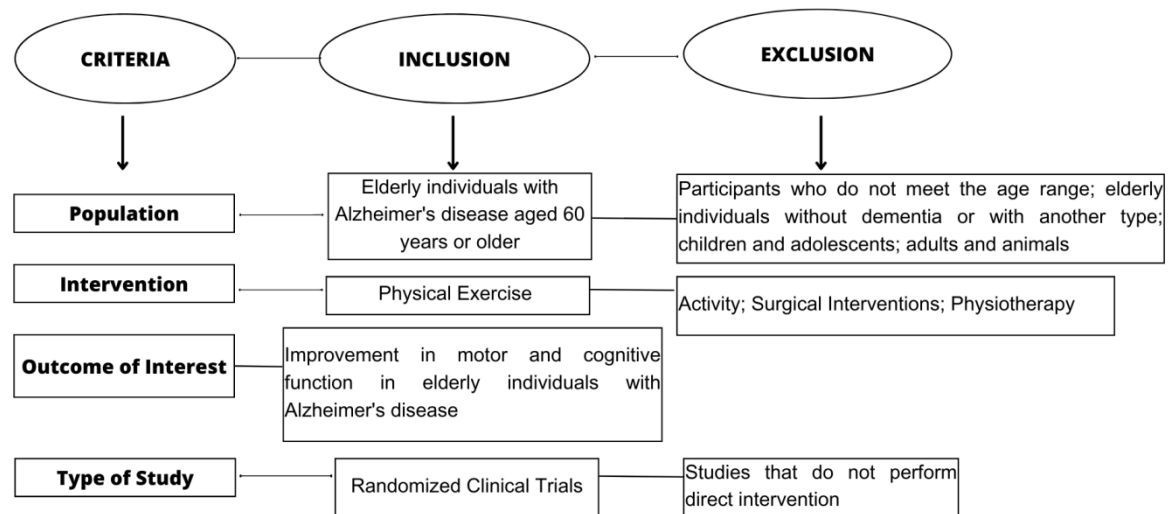 CRITERIA
INCLUSION
EXCLUSION
Population
Elderly individuals with
Alzheimer's disease aged 60
years or older
Participants who do not meet the age range; elderly
individuals without dementia or with another type;
children and adolescents; adults and animals
Intervention
Physical Exercise
Activity; Surgical Interventions; Physiotherapy
Outcome of Interest
Improvement in motor and cognitive
function in elderly individuals with
Alzheimer's disease
Type of Study
Randomized Clinical Trials
Studies that do not perform
direct intervention